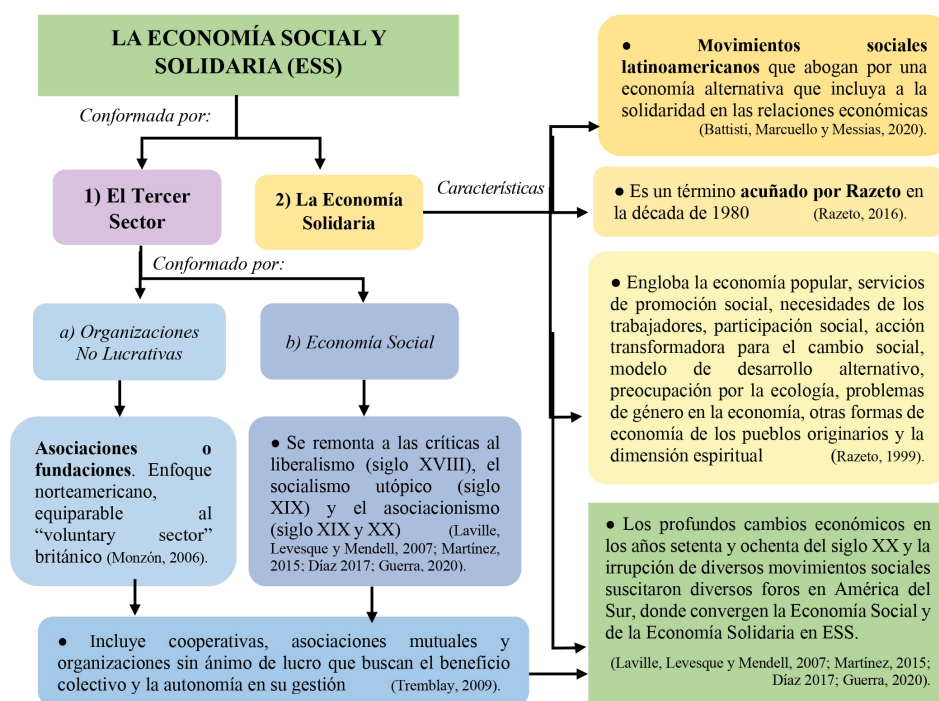 LA ECONOMÍA SOCIAL Y
SOLIDARIA (ESS)
Conformada por:
1) El Tercer
Sector
2) La Economía
Solidaria
Características
Conformado por:
a) Organizaciones
No Lucrativas
b) Economía Social
Asociaciones o
fundaciones. Enfoque
norteamericano,
equiparable al
“voluntary sector”
británico (Monzón, 2006).
● Se remonta a las críticas al
liberalismo (siglo XVIII), el
socialismo utópico (siglo
XIX) y el asociacionismo
(siglo XIX y XX) (Laville,
Levesque y Mendell, 2007; Martínez,
2015; Díaz 2017; Guerra, 2020).
● Incluye cooperativas, asociaciones mutuales y
organizaciones sin ánimo de lucro que buscan el beneficio
colectivo y la autonomía en su gestión (Tremblay, 2009).
● Movimientos sociales
latinoamericanos que abogan por una
economía alternativa que incluya a la
solidaridad en las relaciones económicas
(Battisti, Marcuello y Messias, 2020).
● Es un término acuñado por Razeto en
la década de 1980 (Razeto, 2016).
● Engloba la economía popular, servicios
de promoción social, necesidades de los
trabajadores, participación social, acción
transformadora para el cambio social,
modelo de desarrollo alternativo,
preocupación por la ecología, problemas
de género en la economía, otras formas de
economía de los pueblos originarios y la
dimensión espiritual (Razeto, 1999).
● Los profundos cambios económicos en
los años setenta y ochenta del siglo XX y la
irrupción de diversos movimientos sociales
suscitaron diversos foros en América del
Sur, donde convergen la Economía Social y
de la Economía Solidaria en ESS.
(Laville, Levesque y Mendell, 2007; Martínez, 2015;
Díaz 2017; Guerra, 2020).